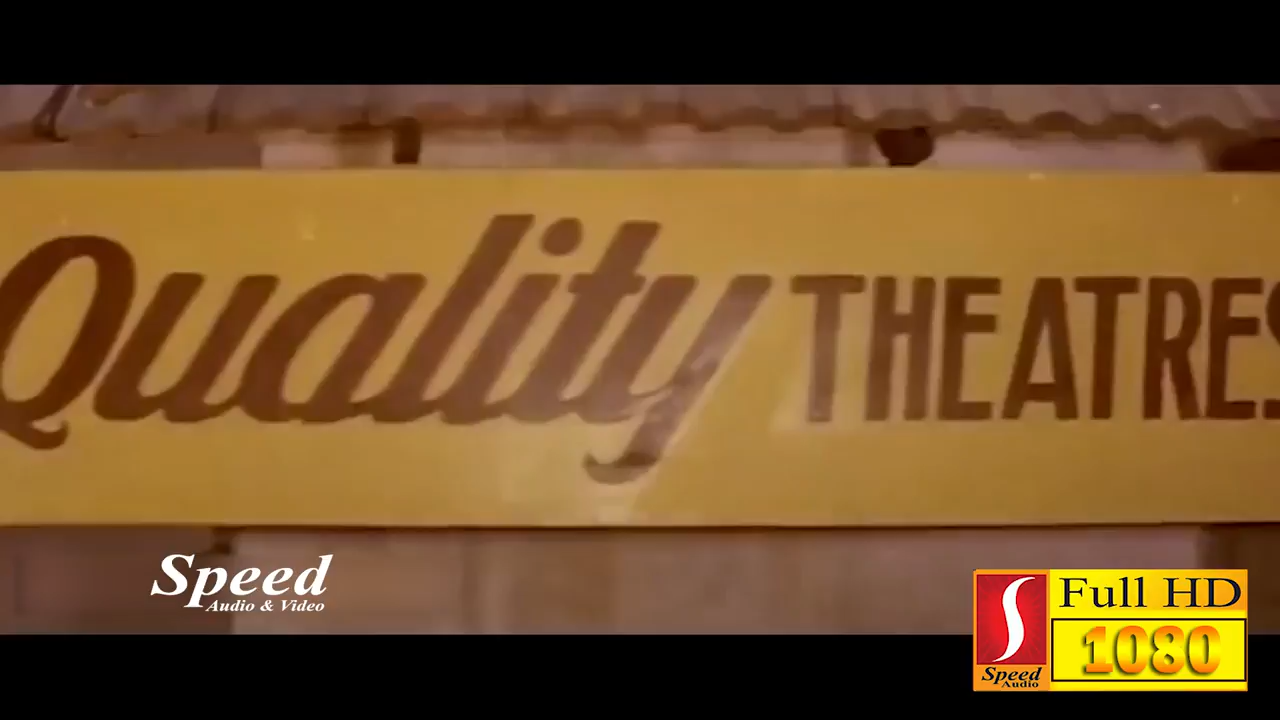 Quality THEATRES
Speed
Audio & Video
Full HD
1080
Speed
Audio